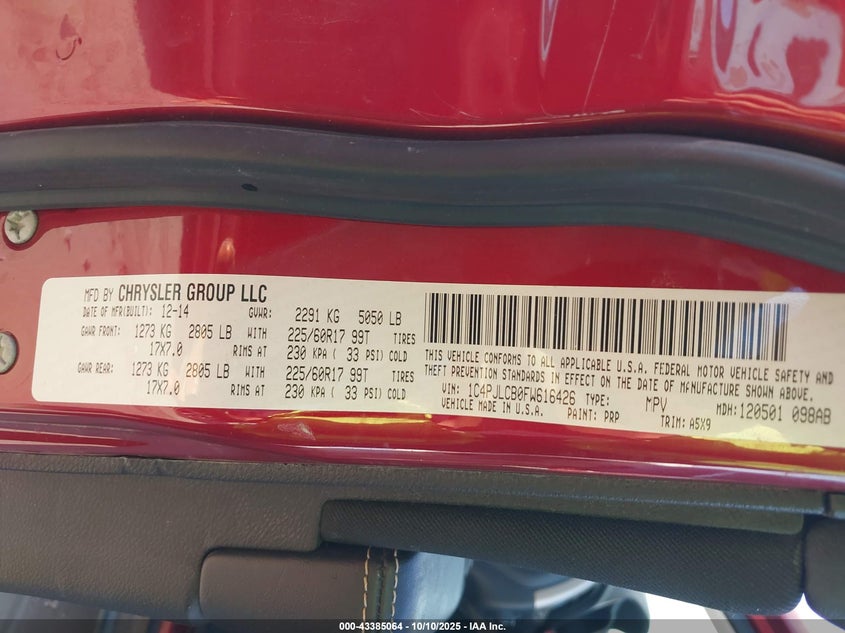 MFD BY CHRYSLER GROUP LLC
DATE OF MFR(BUILT): 12-14 GVWR: 2291 KG 5050 LB
GAWR FRONT: 1273 KG 2805 LB WITH 225/60R17 99T TIRES
17X7.0 RIMS AT 230 KPA ( 33 PSI) COLD
GAWR REAR: 1273 KG 2805 LB WITH 225/60R17 99T TIRES
17X7.0 RIMS AT 230 KPA ( 33 PSI) COLD
THIS VEHICLE CONFORMS TO ALL APPLICABLE U.S.A. FEDERAL MOTOR VEHICLE SAFETY AND
THEFT PREVENTION STANDARDS IN EFFECT ON THE DATE OF MANUFACTURE SHOWN ABOVE.
VIN: 1C4PJLCB0FW616426 TYPE: MPV MDH: 120501 098AB
VEHICLE MADE IN U.S.A. PAINT: PRP TRIM: A5X9
000-43385064 - 10/10/2025 - IAA Inc.